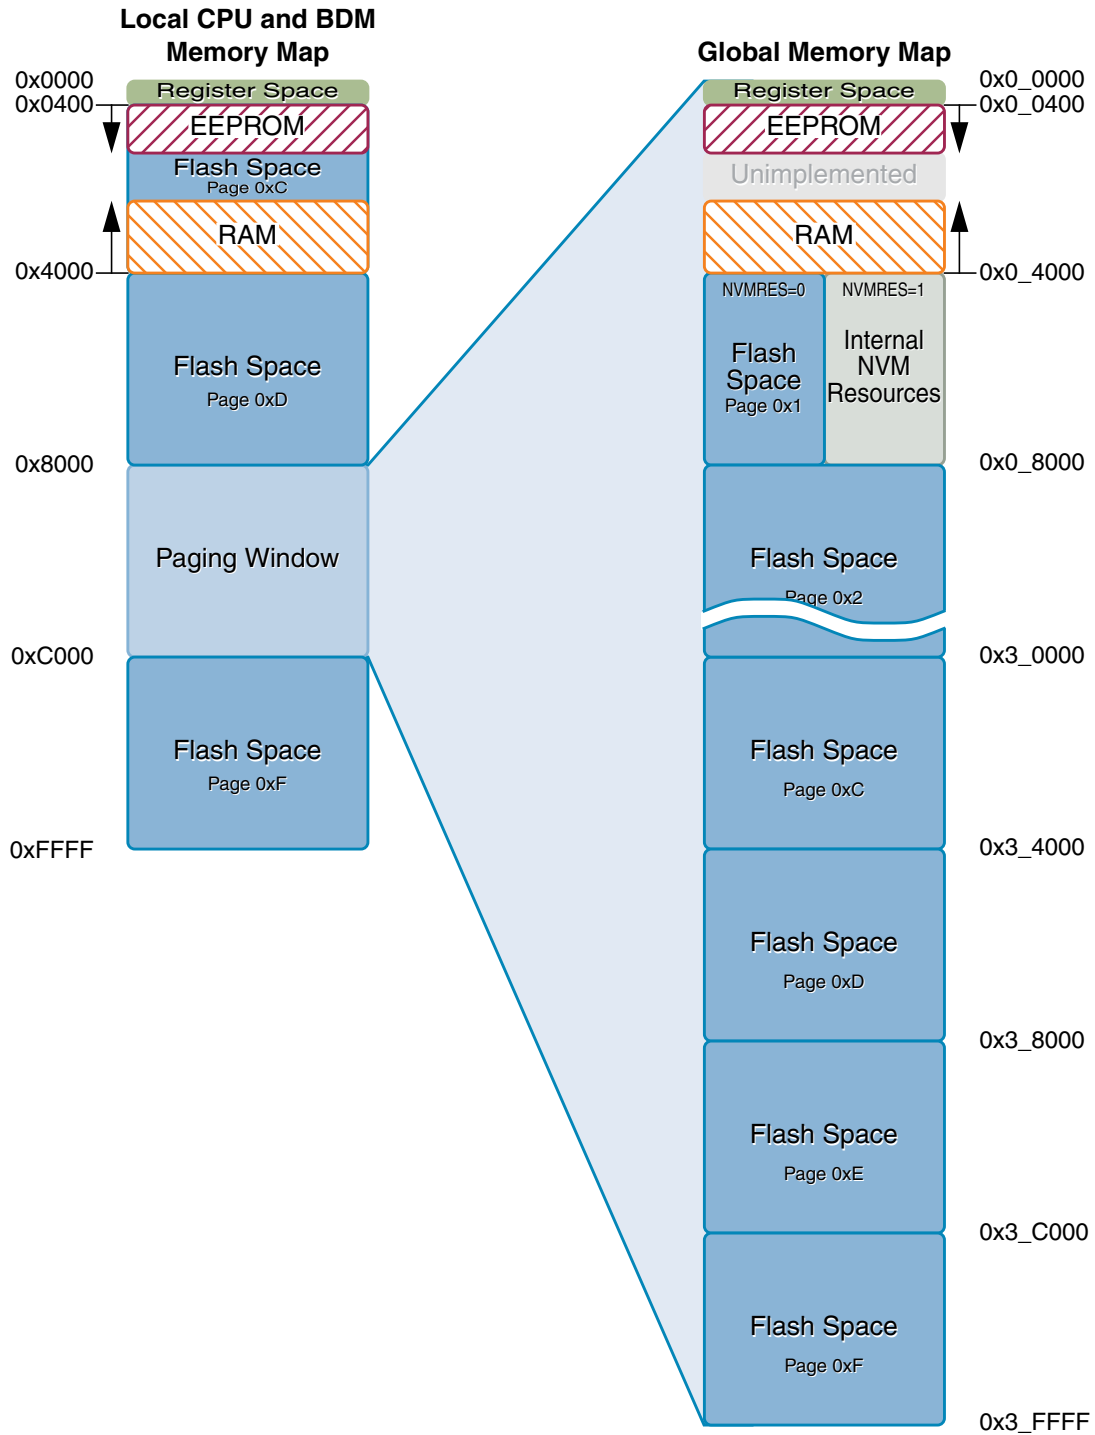 Local CPU and BDM
Memory Map
0x0000
Register Space
0x0400
EEPROM
Flash Space
Page 0xC
RAM
0x4000
Flash Space
Page 0xD
0x8000
Paging Window
0xC000
Flash Space
Page 0xF
0xFFFF
Global Memory Map
0x0_0000
Register Space
0x0_0400
EEPROM
Unimplemented
RAM
0x0_4000
NVMRES=0
Flash
Space
Page 0x1
NVMRES=1
Internal
NVM
Resources
0x0_8000
Flash Space
Page 0x2
0x3_0000
Flash Space
Page 0xC
0x3_4000
Flash Space
Page 0xD
0x3_8000
Flash Space
Page 0xE
0x3_C000
Flash Space
Page 0xF
0x3_FFFF